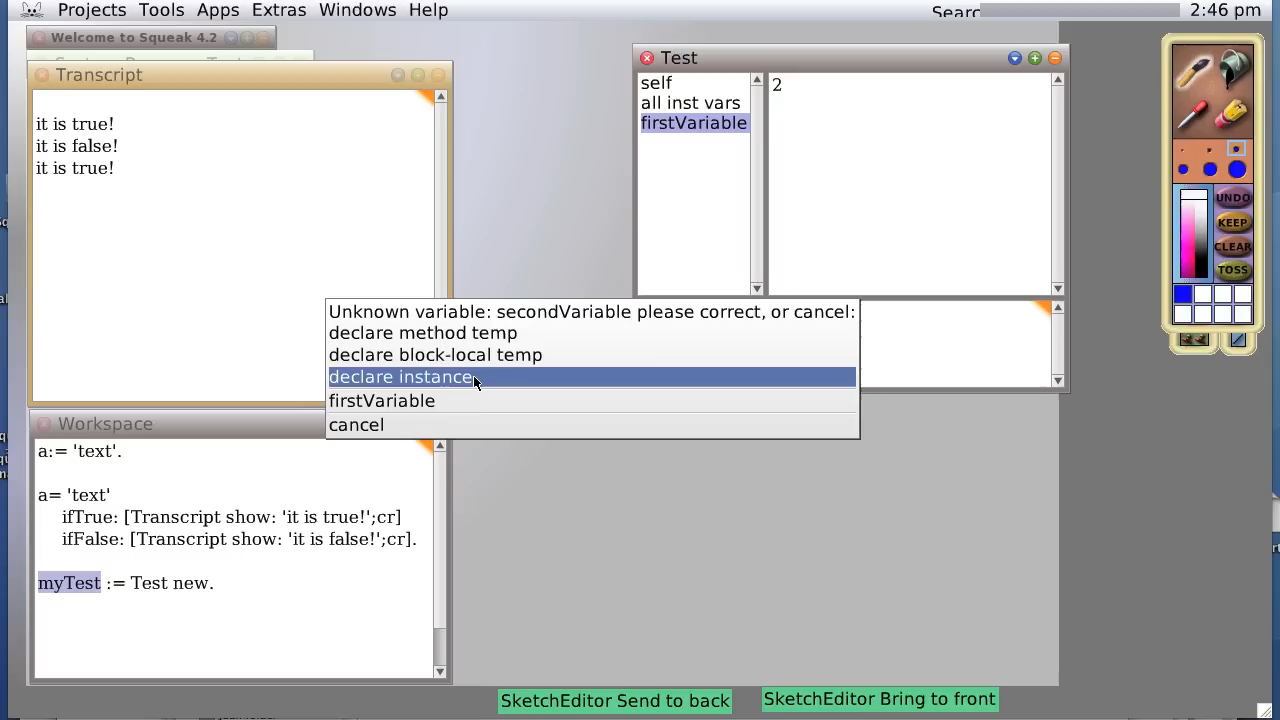 Projects Tools Apps Extras Windows Help
Searc
2:46 pm
Welcome to Squeak 4.2
Transcript
it is true!
it is false!
it is true!
Test
self
all inst vars
firstVariable
2
UNDO
KEEP
CLEAR
TOSS
Unknown variable: secondVariable please correct, or cancel:
declare method temp
declare block-local temp
declare instance
firstVariable
cancel
Workspace
a:= 'text'.
a= 'text'
ifTrue: [Transcript show: 'it is true!';cr]
ifFalse: [Transcript show: 'it is false!';cr].
myTest := Test new.
SketchEditor Send to back
SketchEditor Bring to front